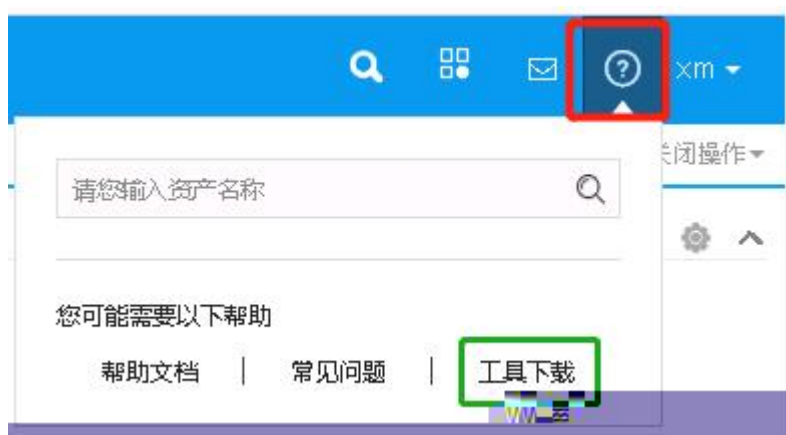 xm
闭操作
请您输入资产名称
您可能需要以下帮助
帮助文档 | 常见问题 | 工具下载